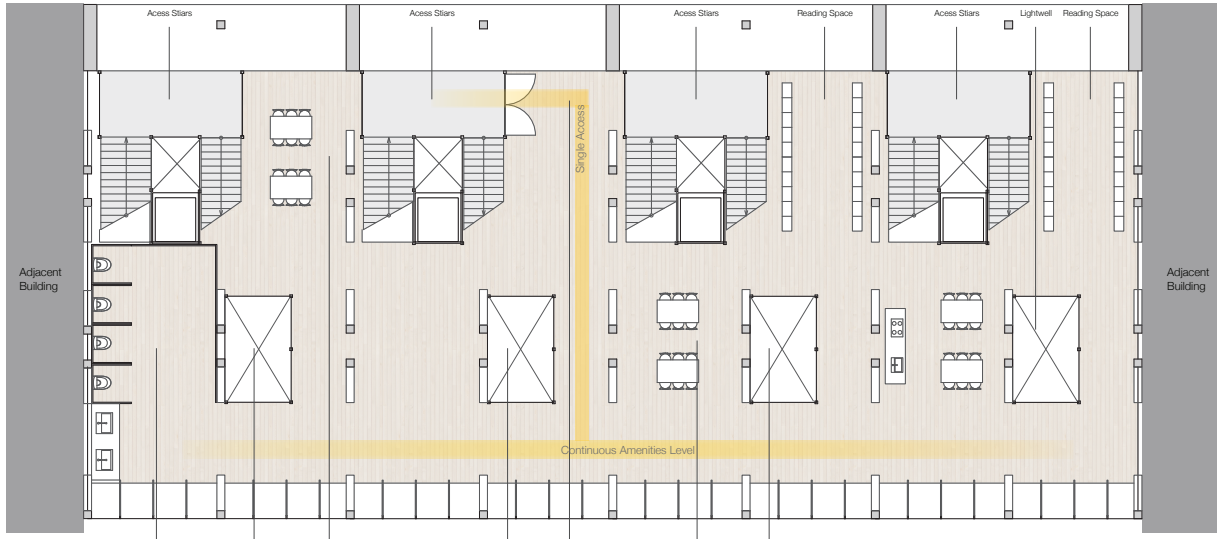 Acess Stiars
Acess Stiars
Acess Stiars
Reading Space
Acess Stiars
Lightwell
Reading Space
Single Access
Adjacent
Building
Adjacent
Building
Continuous Amenities Level